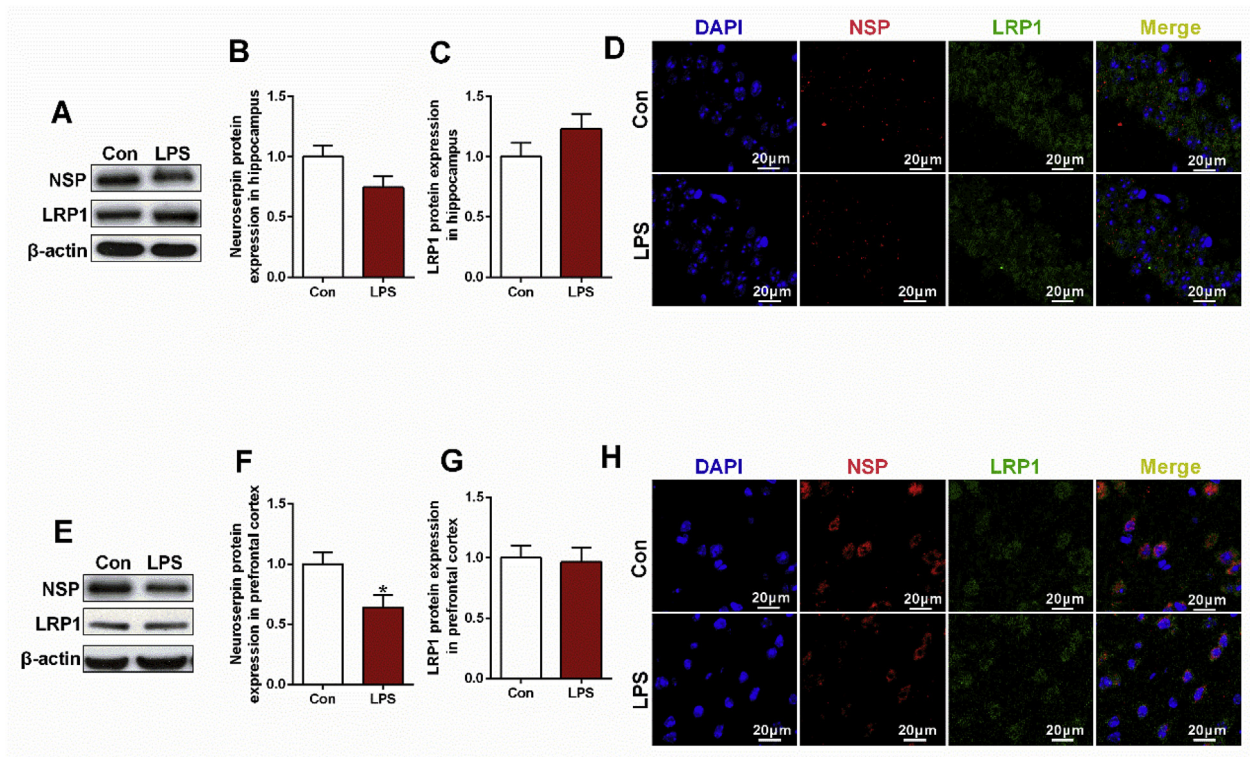 A
Con LPS
NSP
LRP1
β-actin
B
Neuroserpin protein
expression in hippocampus
1.5
1.0
0.5
0.0
Con LPS
C
LRP1 protein expression
in hippocampus
1.5
1.0
0.5
0.0
Con LPS
D
DAPI NSP LRP1 Merge
Con
20μm 20μm 20μm 20μm
LPS
20μm 20μm 20μm 20μm
E
Con LPS
NSP
LRP1
β-actin
F
Neuroserpin protein
expression in prefrontal cortex
1.5
1.0
0.5
0.0
*
Con LPS
G
LRP1 protein expression
in prefrontal cortex
1.5
1.0
0.5
0.0
Con LPS
H
DAPI NSP LRP1 Merge
Con
20μm 20μm 20μm 20μm
LPS
20μm 20μm 20μm 20μm